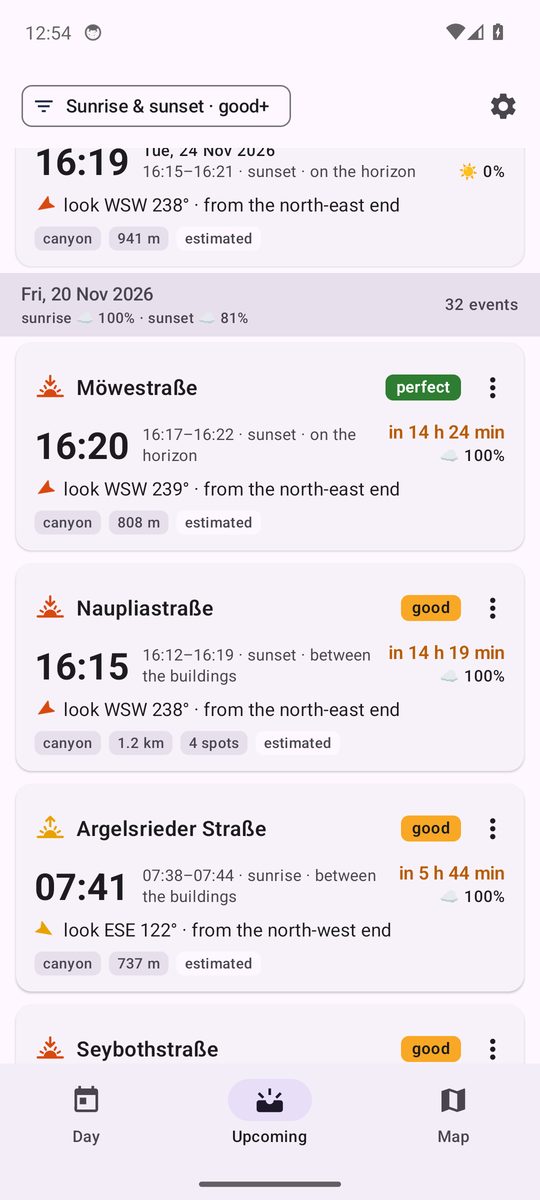 12:54
Sunrise & sunset · good+
16:19
Tue, 24 Nov 2026
16:15–16:21 · sunset · on the horizon
☀️ 0%
look WSW 238° · from the north-east end
canyon 941 m estimated
Fri, 20 Nov 2026
sunrise ☁️ 100% · sunset ☁️ 81%
32 events
Möwestraße
perfect
16:20
16:17–16:22 · sunset · on the
horizon
in 14 h 24 min
☁️ 100%
look WSW 239° · from the north-east end
canyon 808 m estimated
Naupliastraße
good
16:15
16:12–16:19 · sunset · between
the buildings
in 14 h 19 min
☁️ 100%
look WSW 238° · from the north-east end
canyon 1.2 km 4 spots estimated
Argelsrieder Straße
good
07:41
07:38–07:44 · sunrise · between
the buildings
in 5 h 44 min
☁️ 100%
look ESE 122° · from the north-west end
canyon 737 m estimated
Seybothstraße
good
Day
Upcoming
Map